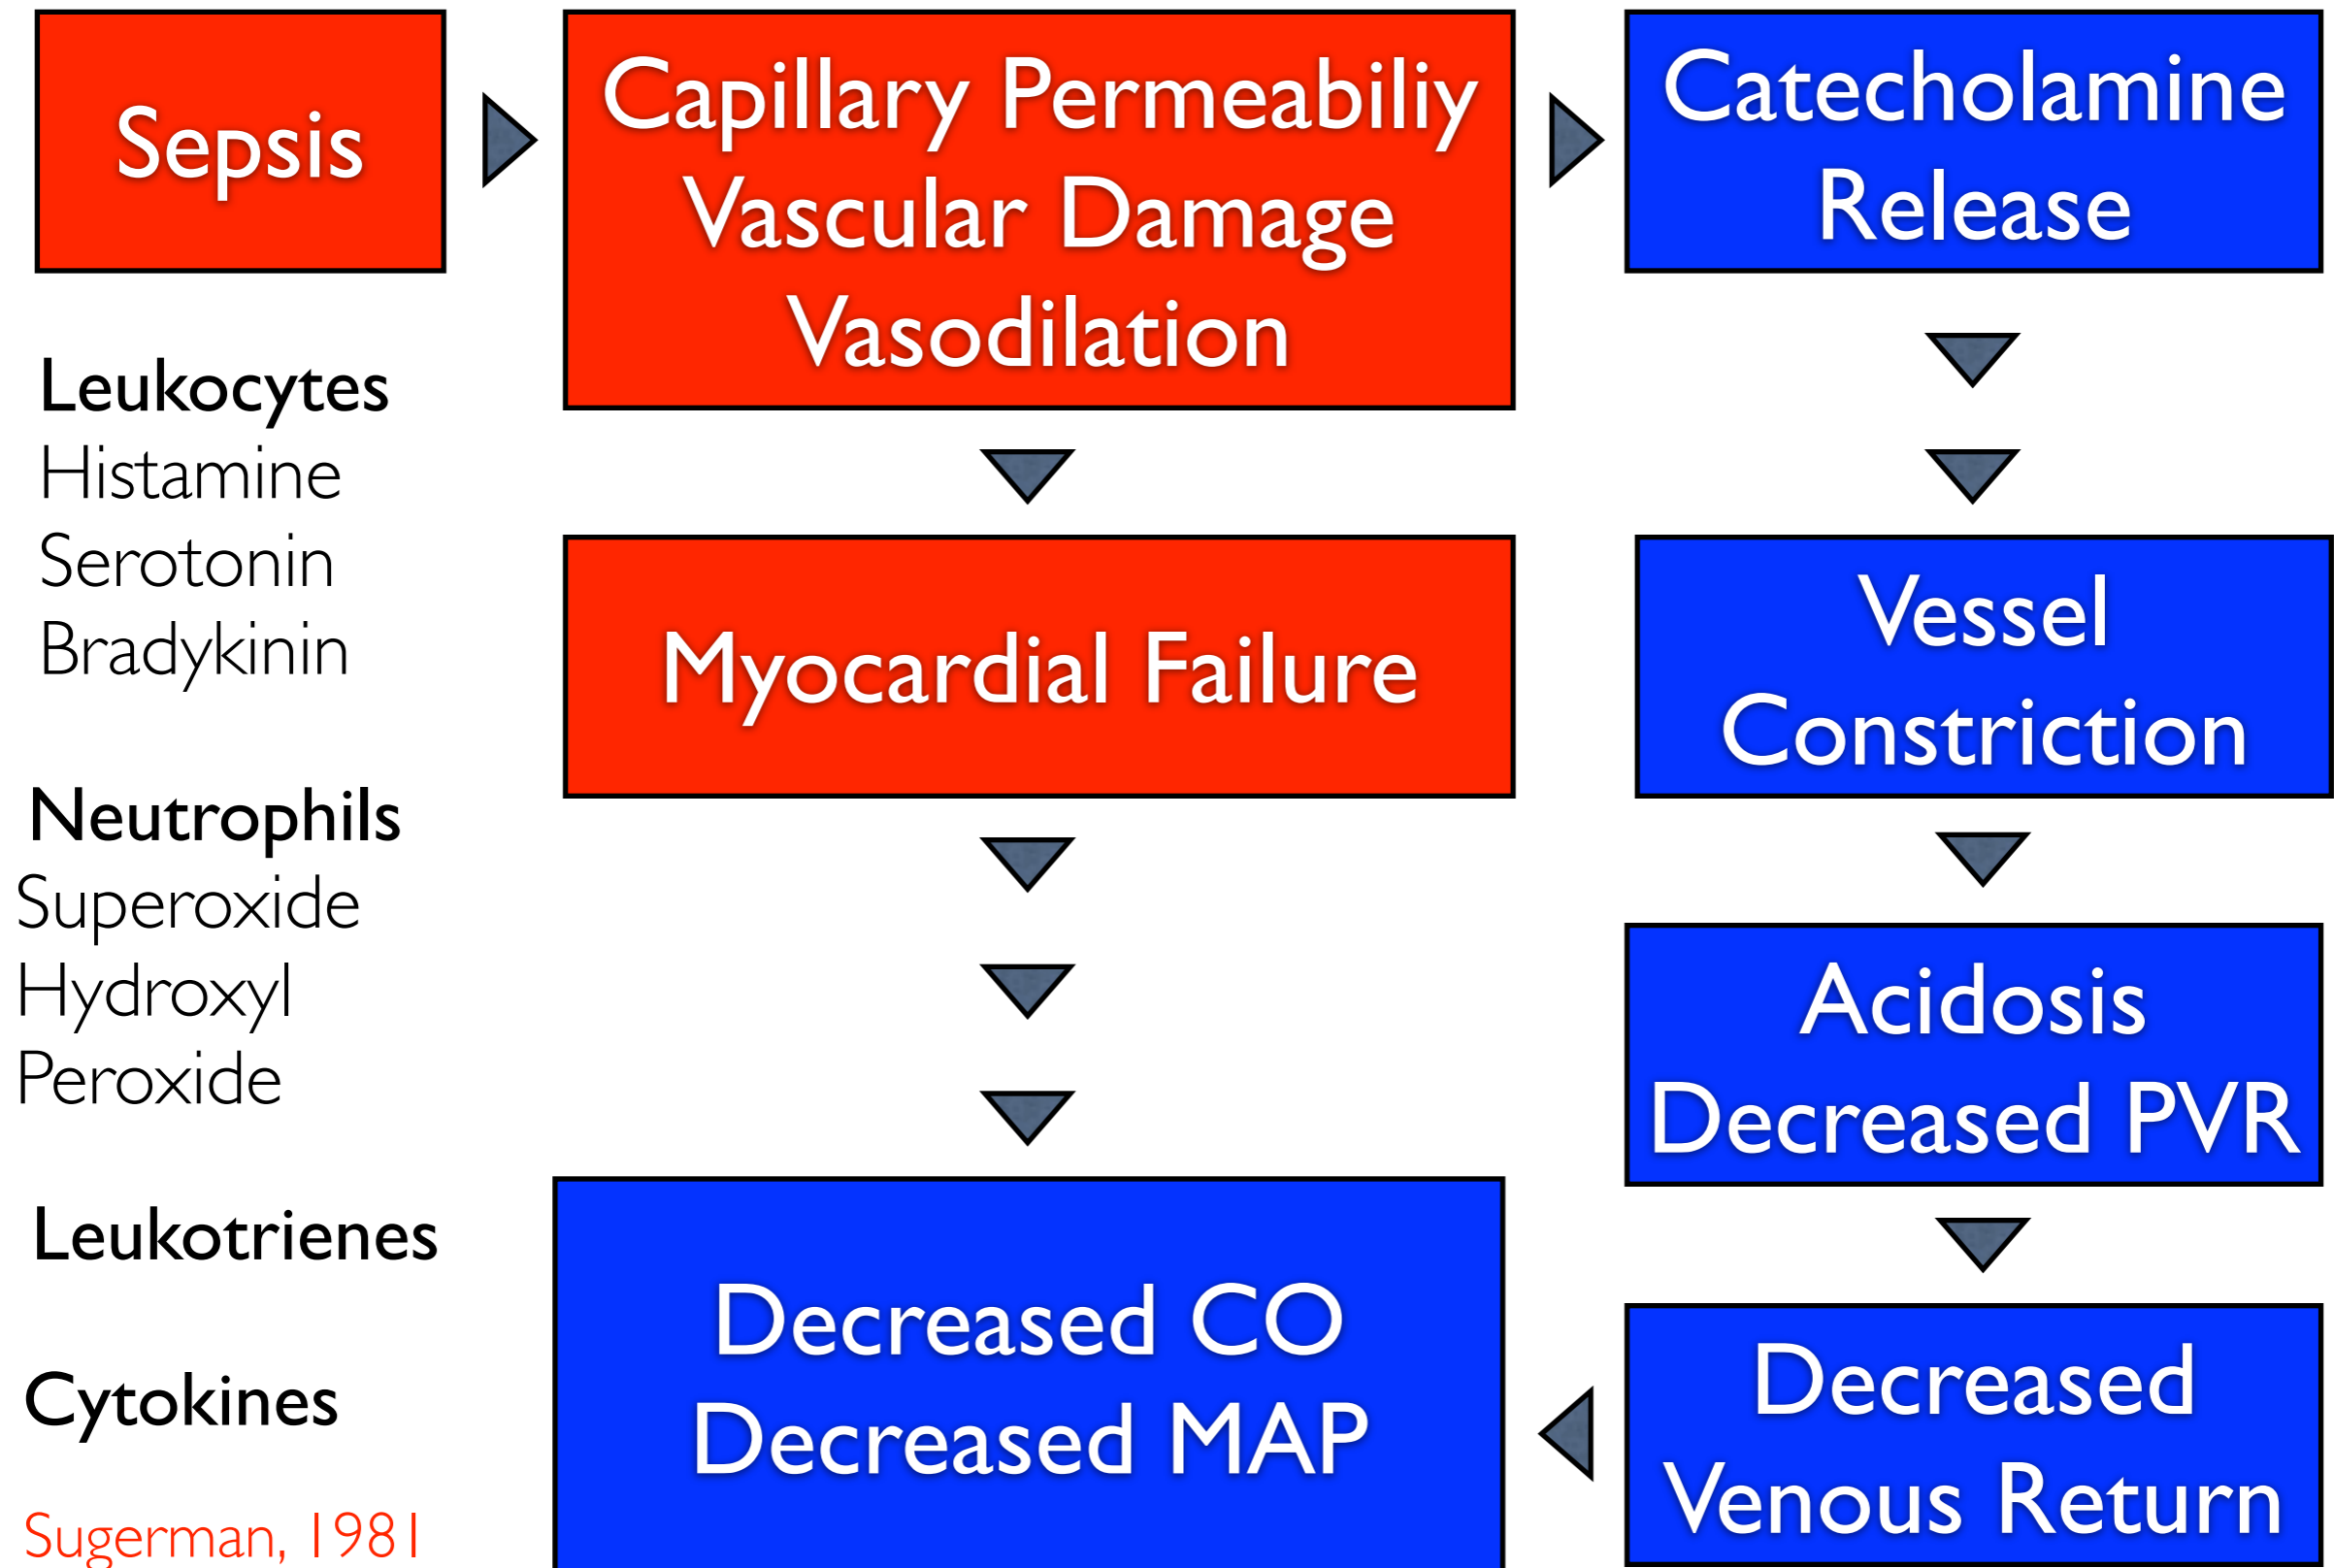 Sepsis
Capillary Permeabiliy
Vascular Damage
Vasodilation
Catecholamine
Release
Leukocytes
Histamine
Serotonin
Bradykinin
Myocardial Failure
Vessel
Constriction
Neutrophils
Superoxide
Hydroxyl
Peroxide
Acidosis
Decreased PVR
Leukotrienes
Cytokines
Decreased CO
Decreased MAP
Decreased
Venous Return
Sugerman, 1981